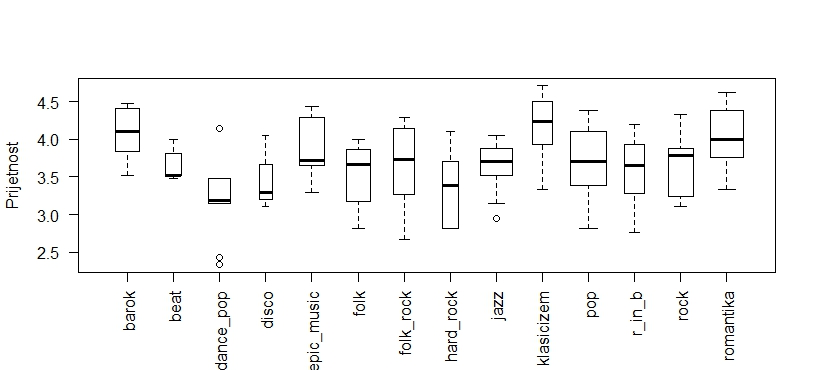 Prijetnost
4.5
4.0
3.5
3.0
2.5
barok
beat
dance_pop
disco
epic_music
folk
folk_rock
hard_rock
jazz
klasicizem
pop
r_in_b
rock
romantika